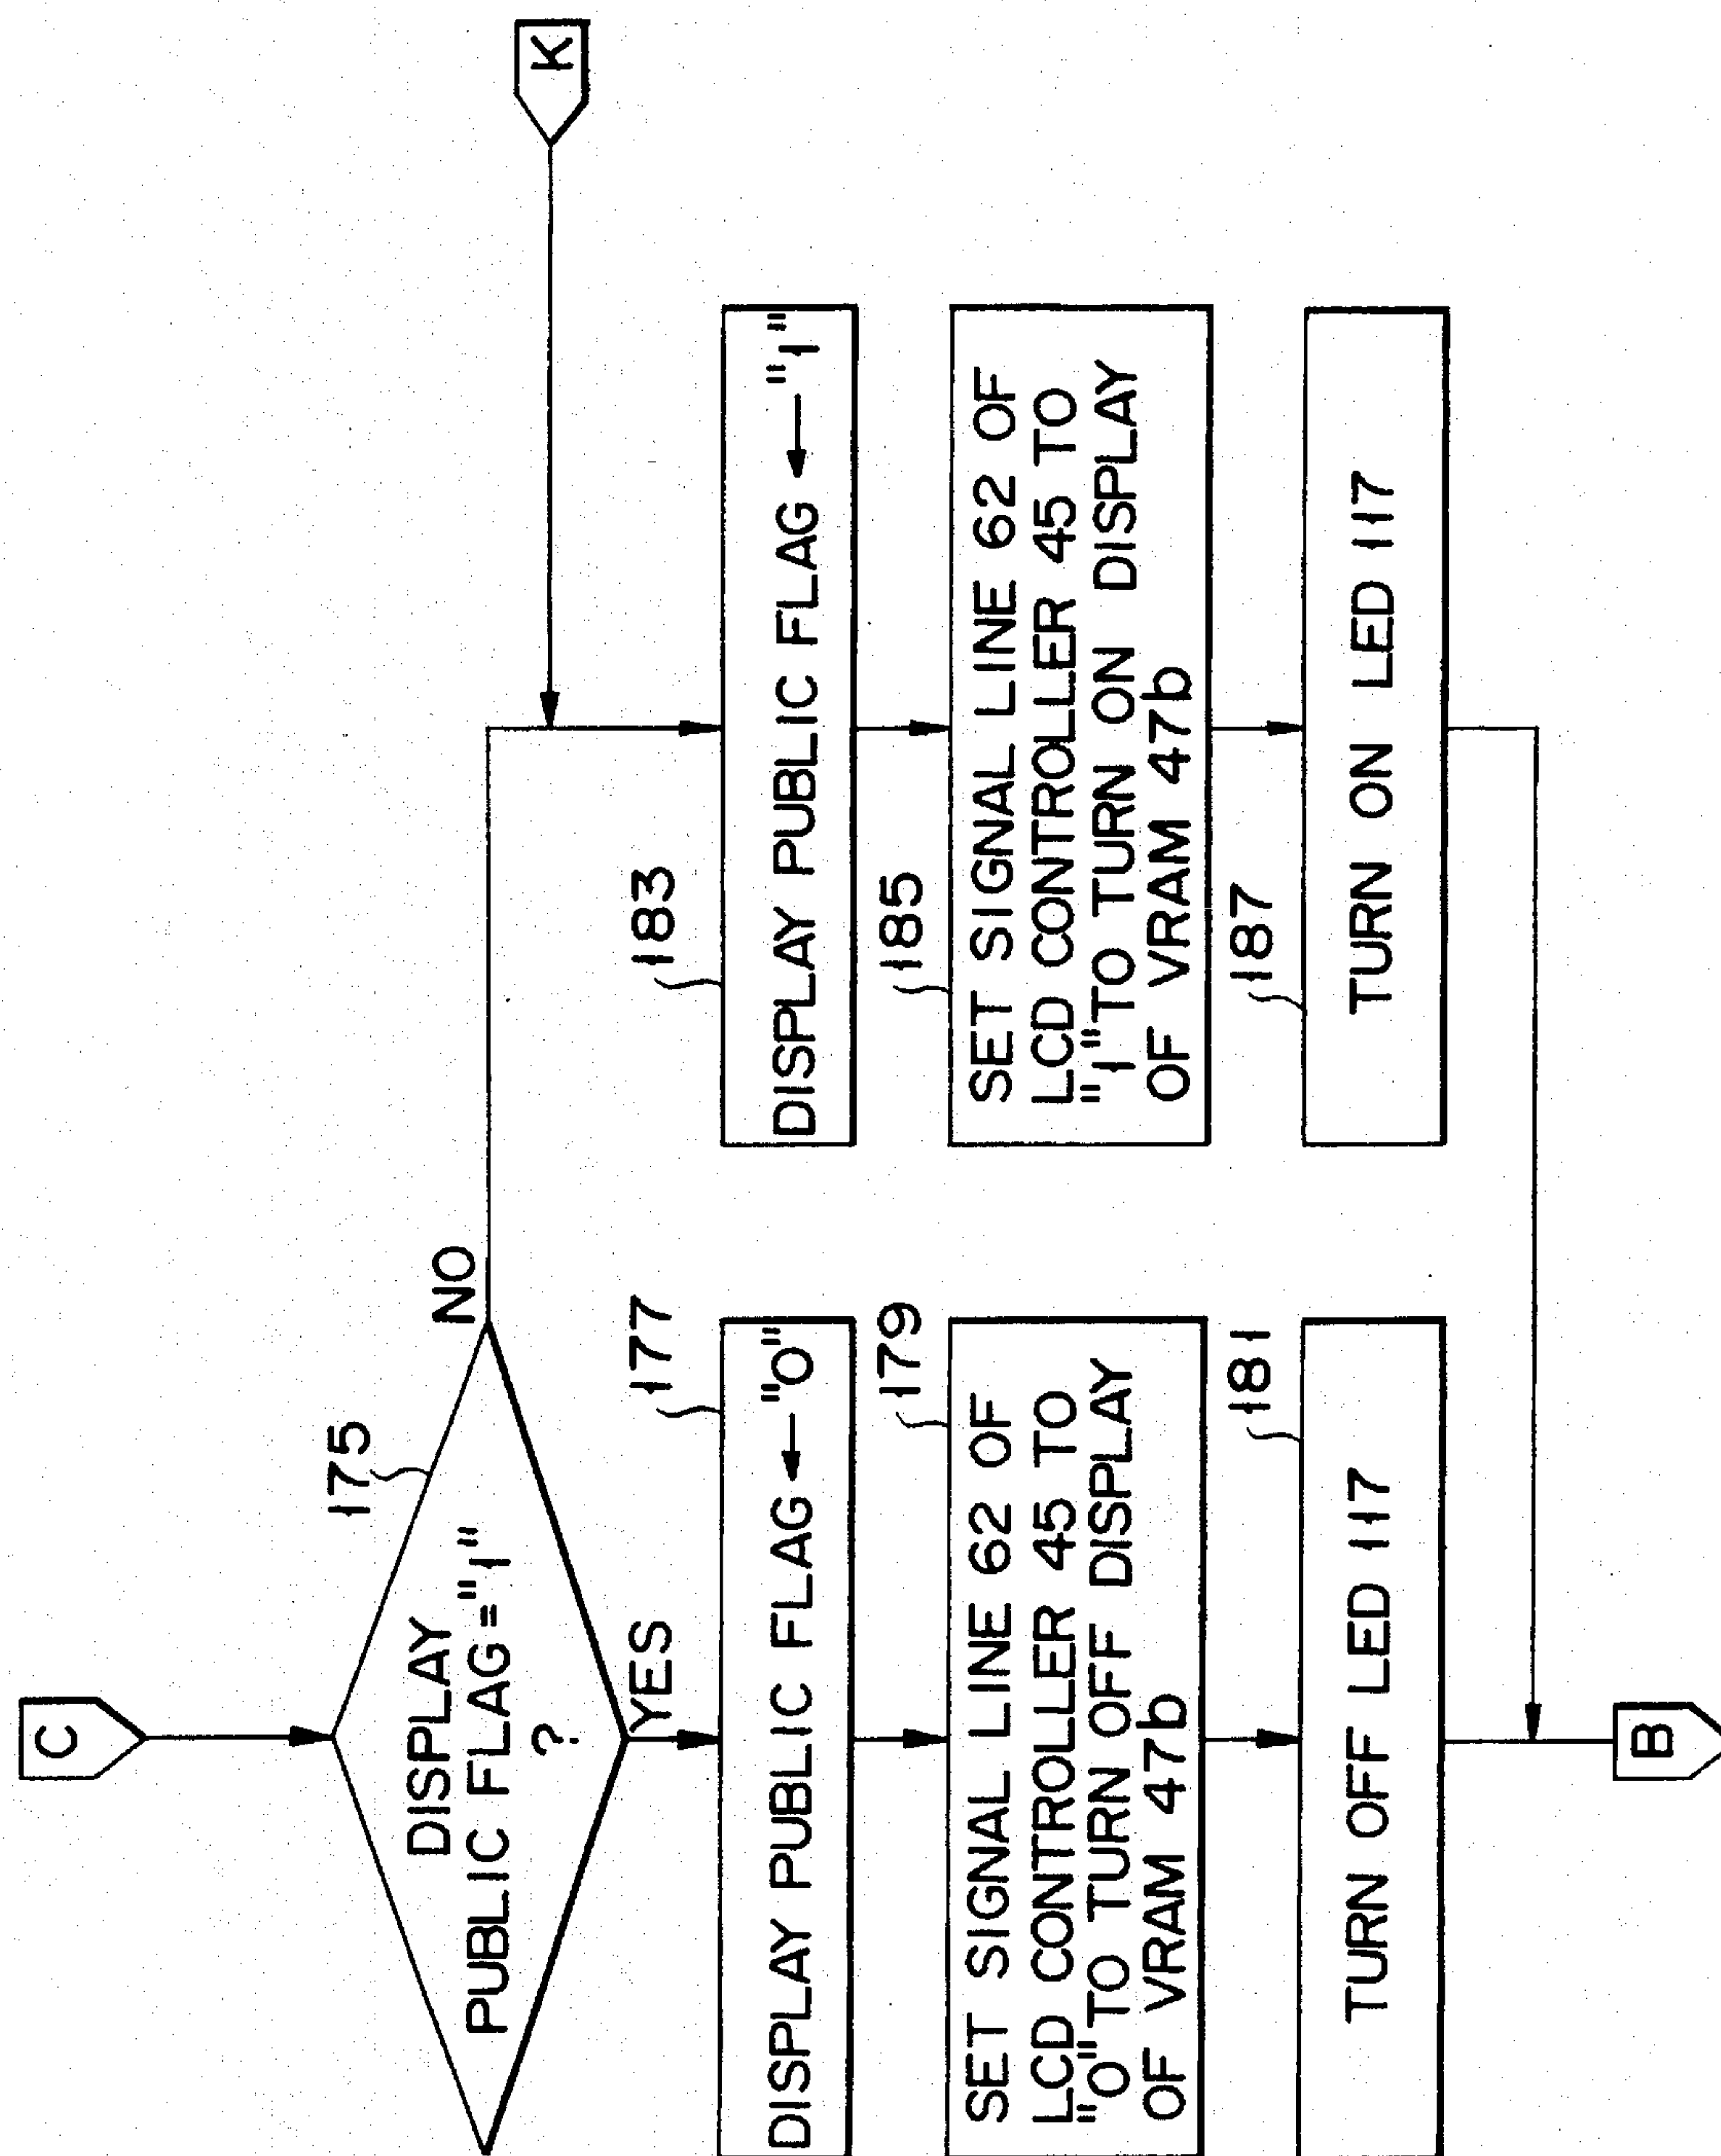 C
175
DISPLAY
PUBLIC FLAG="1"
?
NO
YES
177
DISPLAY PUBLIC FLAG ← "0"
179
SET SIGNAL LINE 62 OF
LCD CONTROLLER 45 TO
"0" TO TURN OFF DISPLAY
OF VRAM 47b
181
TURN OFF LED 117
B
K
183
DISPLAY PUBLIC FLAG ← "1"
185
SET SIGNAL LINE 62 OF
LCD CONTROLLER 45 TO
"1" TO TURN ON DISPLAY
OF VRAM 47b
187
TURN ON LED 117